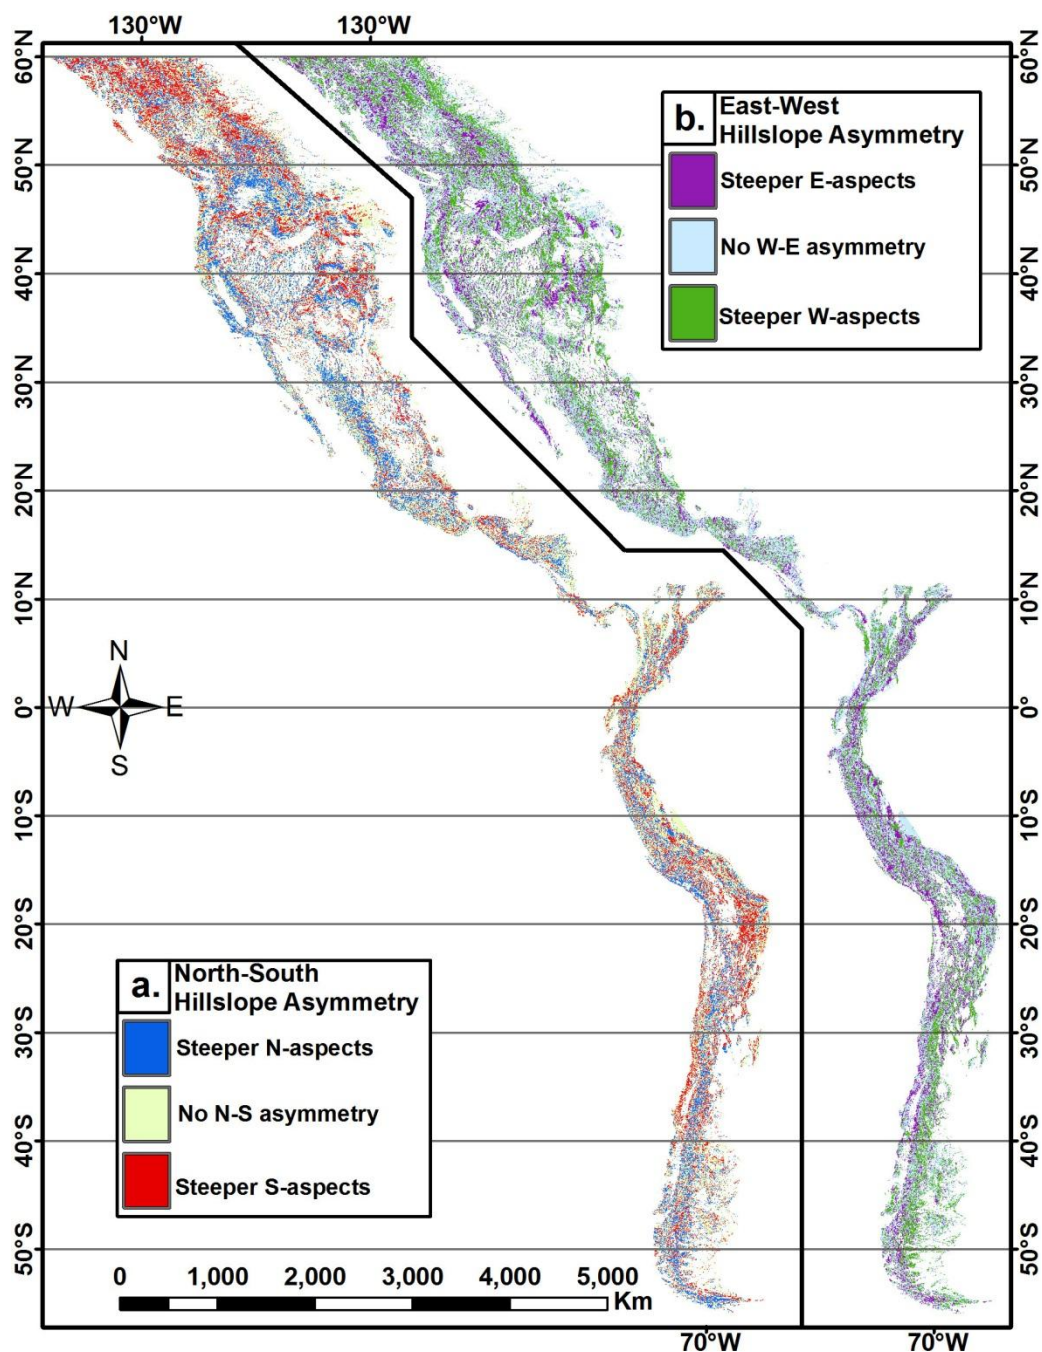 130°W 130°W
60°N 60°N
b. East-West
Hillslope Asymmetry
Steeper E-aspects
No W-E asymmetry
Steeper W-aspects
50°N 50°N
40°N 40°N
30°N 30°N
20°N 20°N
10°N 10°N
N
W E
S
0° 0°
10°S 10°S
20°S 20°S
a. North-South
Hillslope Asymmetry
Steeper N-aspects
No N-S asymmetry
Steeper S-aspects
30°S 30°S
40°S 40°S
50°S 50°S
0 1,000 2,000 3,000 4,000 5,000
Km
70°W 70°W